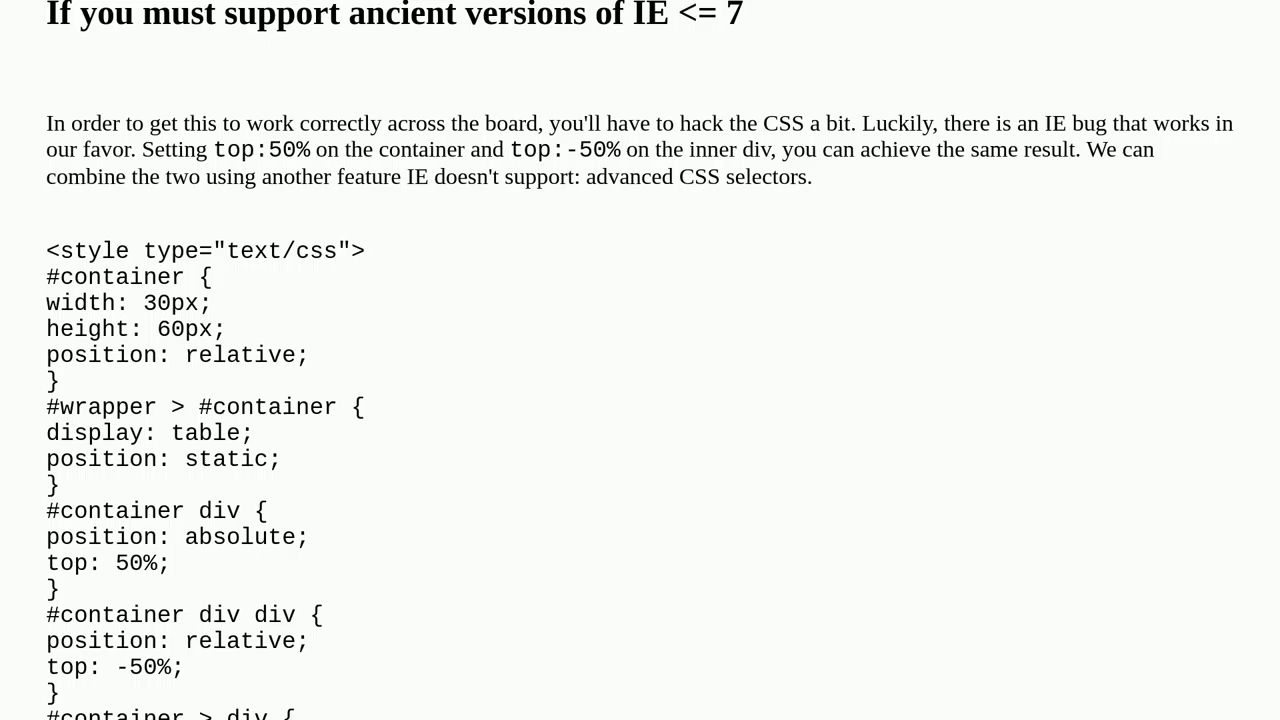 If you must support ancient versions of IE <= 7
In order to get this to work correctly across the board, you'll have to hack the CSS a bit. Luckily, there is an IE bug that works in
our favor. Setting top:50% on the container and top:-50% on the inner div, you can achieve the same result. We can
combine the two using another feature IE doesn't support: advanced CSS selectors.
<style type="text/css">
#container {
width: 30px;
height: 60px;
position: relative;
}
#wrapper > #container {
display: table;
position: static;
}
#container div {
position: absolute;
top: 50%;
}
#container div div {
position: relative;
top: -50%;
}
#container > div {